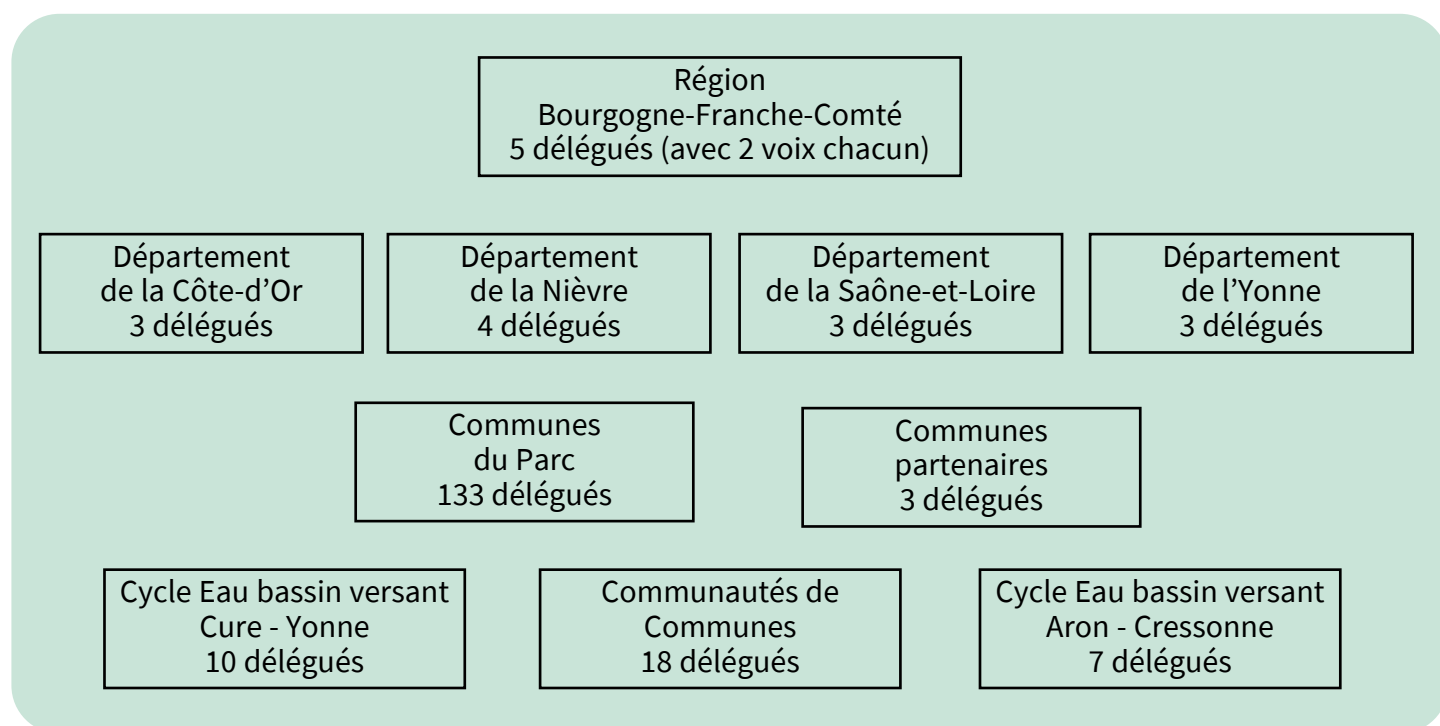 Région
Bourgogne-Franche-Comté
5 délégués (avec 2 voix chacun)
Département
de la Côte-d’Or
3 délégués
Département
de la Nièvre
4 délégués
Département
de la Saône-et-Loire
3 délégués
Département
de l’Yonne
3 délégués
Communes
du Parc
133 délégués
Communes
partenaires
3 délégués
Cycle Eau bassin versant
Cure - Yonne
10 délégués
Communautés de
Communes
18 délégués
Cycle Eau bassin versant
Aron - Cressonne
7 délégués